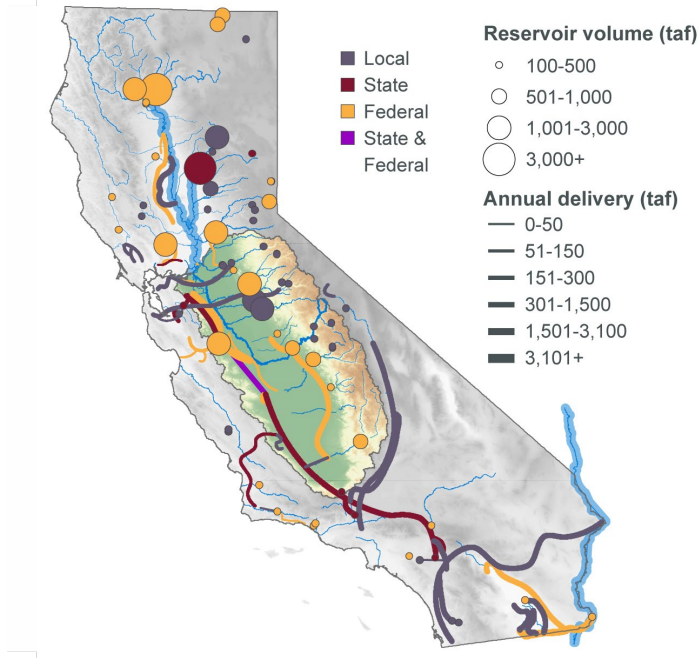 Local
State
Federal
State &
Federal
Reservoir volume (taf)
100-500
501-1,000
1,001-3,000
3,000+
Annual delivery (taf)
0-50
51-150
151-300
301-1,500
1,501-3,100
3,101+